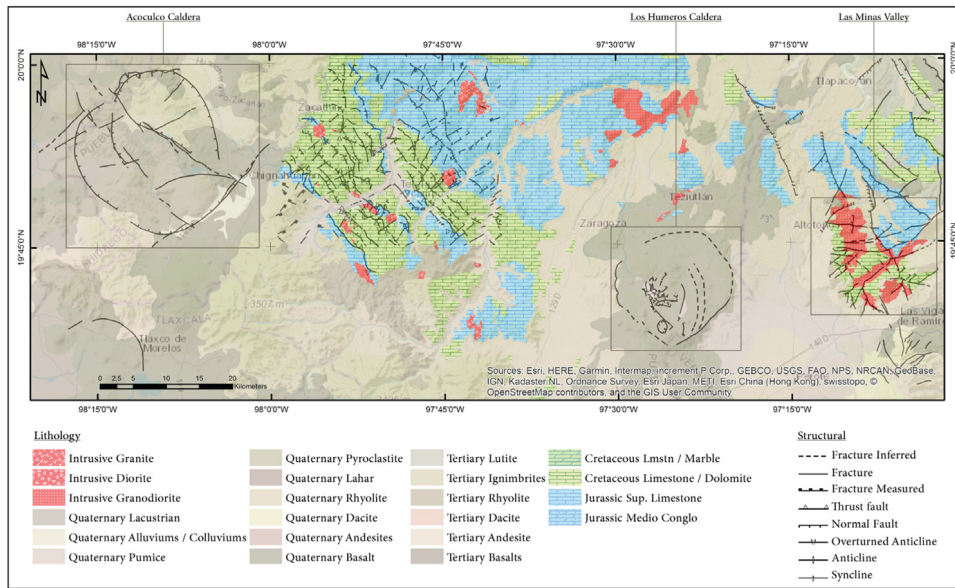 Acoculco Caldera
Los Humeros Caldera
Las Minas Valley
98°15'0"W
98°0'0"W
97°45'0"W
97°30'0"W
97°15'0"W
20°0'0"N
20°0'0"N
Tlapacoyan
Chignahuapan
Teziutlán
Zaragoza
19°45'0"N
19°45'0"N
3507 m
TLAXCALA
Tlaxco de
Morelos
0 2.5 5 10 15 20
Kilometers
Sources: Esri, HERE, Garmin, Intermap, increment P Corp., GEBCO, USGS, FAO, NPS, NRCAN, GeoBase,
IGN, Kadaster NL, Ordnance Survey, Esri Japan, METI, Esri China (Hong Kong), swisstopo, ©
OpenStreetMap contributors, and the GIS User Community
98°15'0"W
98°0'0"W
97°45'0"W
97°30'0"W
97°15'0"W
Lithology
Intrusive Granite
Intrusive Diorite
Intrusive Granodiorite
Quaternary Lacustrian
Quaternary Alluviums / Colluviums
Quaternary Pumice
Quaternary Pyroclastite
Quaternary Lahar
Quaternary Rhyolite
Quaternary Dacite
Quaternary Andesites
Quaternary Basalt
Tertiary Lutite
Tertiary Ignimbrites
Tertiary Rhyolite
Tertiary Dacite
Tertiary Andesite
Tertiary Basalts
Cretaceous Lmstn / Marble
Cretaceous Limestone / Dolomite
Jurassic Sup. Limestone
Jurassic Medio Conglo
Structural
Fracture Inferred
Fracture
Fracture Measured
Thrust fault
Normal Fault
Overturned Anticline
Anticline
Syncline